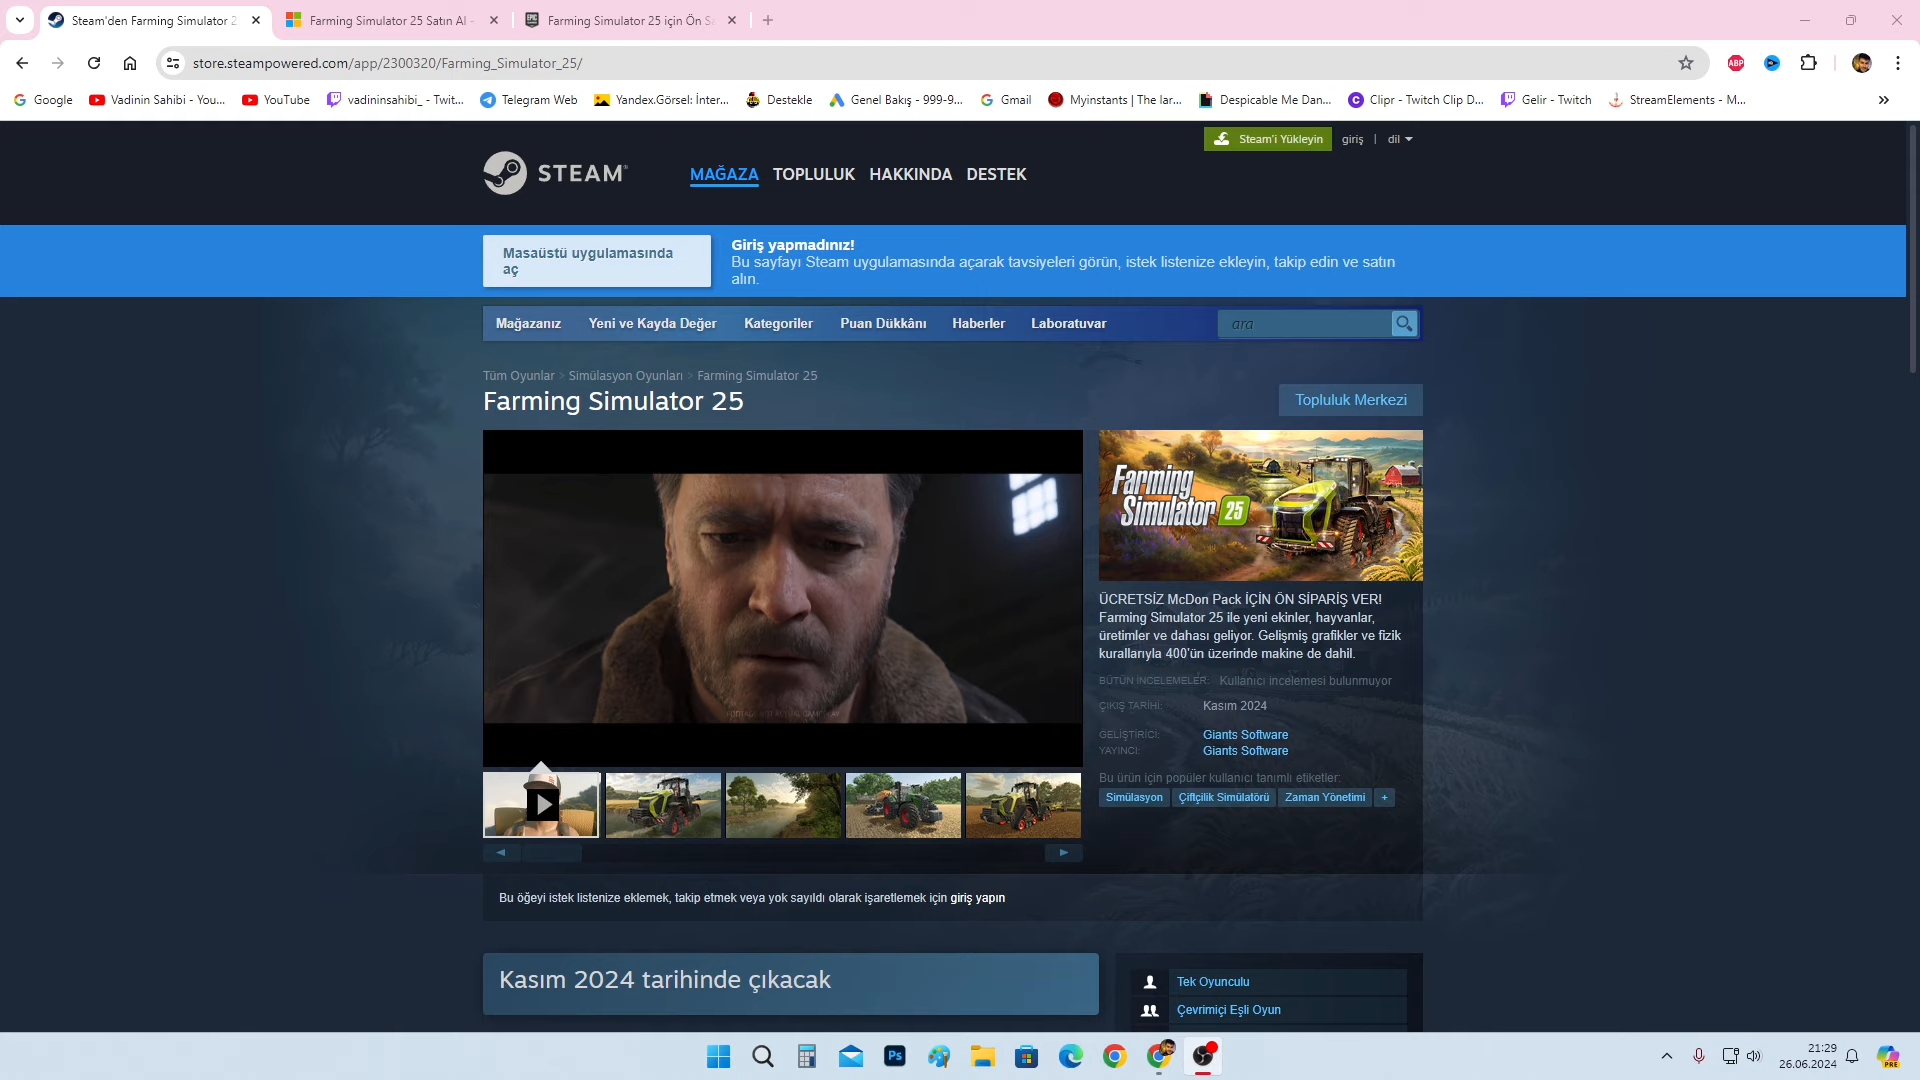 Steam'den Farming Simulator 2
Farming Simulator 25 Satın Al -
Farming Simulator 25 için Ön Sa
store.steampowered.com/app/2300320/Farming_Simulator_25/
ABP
Google
Vadinin Sahibi - You...
YouTube
vadininsahibi_ - Twit...
Telegram Web
Yandex.Görsel: İnter...
Destekle
Genel Bakış - 999-9...
Gmail
Myinstants | The lar...
Despicable Me Dan...
Clipr - Twitch Clip D...
Gelir - Twitch
StreamElements - M...
Steam'i Yükleyin
giriş | dil
STEAM
MAĞAZA TOPLULUK HAKKINDA DESTEK
Masaüstü uygulamasında
aç
Giriş yapmadınız!
Bu sayfayı Steam uygulamasında açarak tavsiyeleri görün, istek listenize ekleyin, takip edin ve satın
alın.
Mağazanız Yeni ve Kayda Değer Kategoriler Puan Dükkânı Haberler Laboratuvar ara
Tüm Oyunlar > Simülasyon Oyunları > Farming Simulator 25
Farming Simulator 25
Topluluk Merkezi
Farming
Simulator 25
ÜCRETSİZ McDon Pack İÇİN ÖN SİPARİŞ VER!
Farming Simulator 25 ile yeni ekinler, hayvanlar,
üretimler ve dahası geliyor. Gelişmiş grafikler ve fizik
kurallarıyla 400'ün üzerinde makine de dahil.
BÜTÜN İNCELEMELER: Kullanıcı incelemesi bulunmuyor
ÇIKIŞ TARİHİ: Kasım 2024
GELİŞTİRİCİ: Giants Software
YAYINCI: Giants Software
Bu ürün için popüler kullanıcı tanımlı etiketler:
Simülasyon Çiftçilik Simülatörü Zaman Yönetimi +
FOOTAGE NOT ACTUAL GAMEPLAY
Bu öğeyi istek listenize eklemek, takip etmek veya yok sayıldı olarak işaretlemek için giriş yapın
Kasım 2024 tarihinde çıkacak
Tek Oyunculu
Çevrimiçi Eşli Oyun
Ps
21:29
26.06.2024
PRE